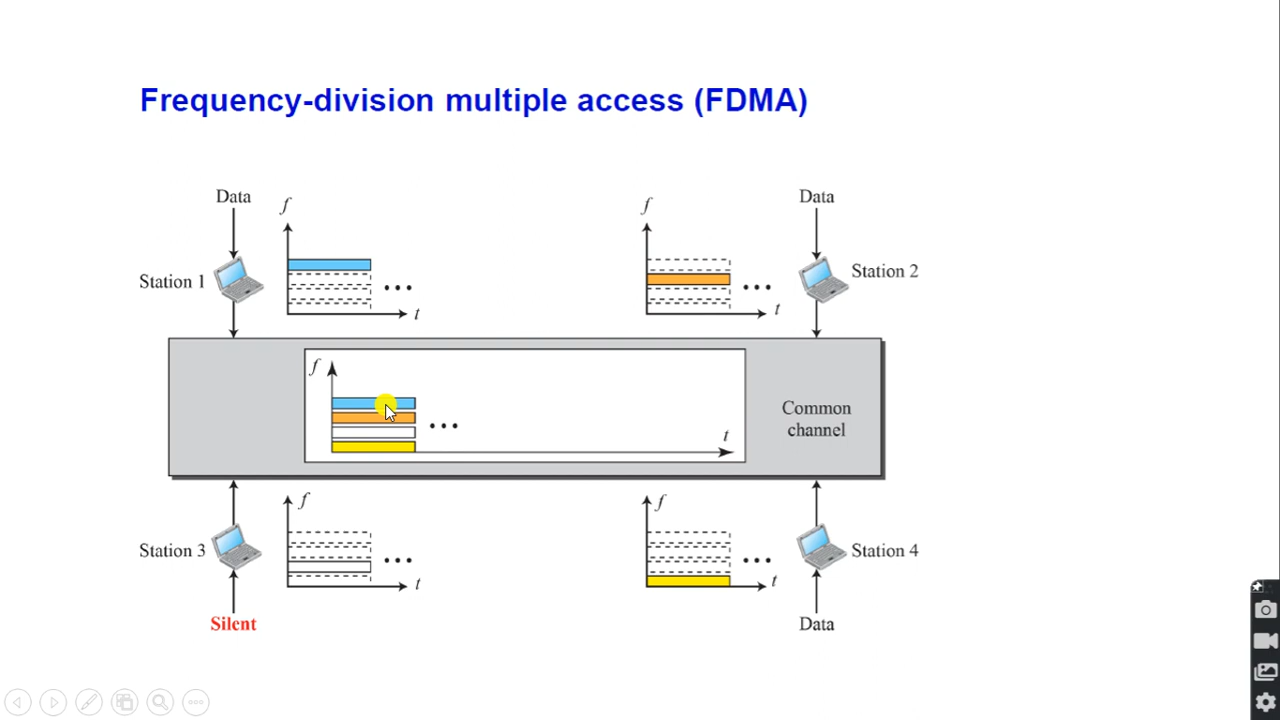 Frequency-division multiple access (FDMA)
Data
f
f
Data
Station 1
Station 2
t
t
f
t
Common
channel
f
f
Station 3
Station 4
t
t
Silent
Data